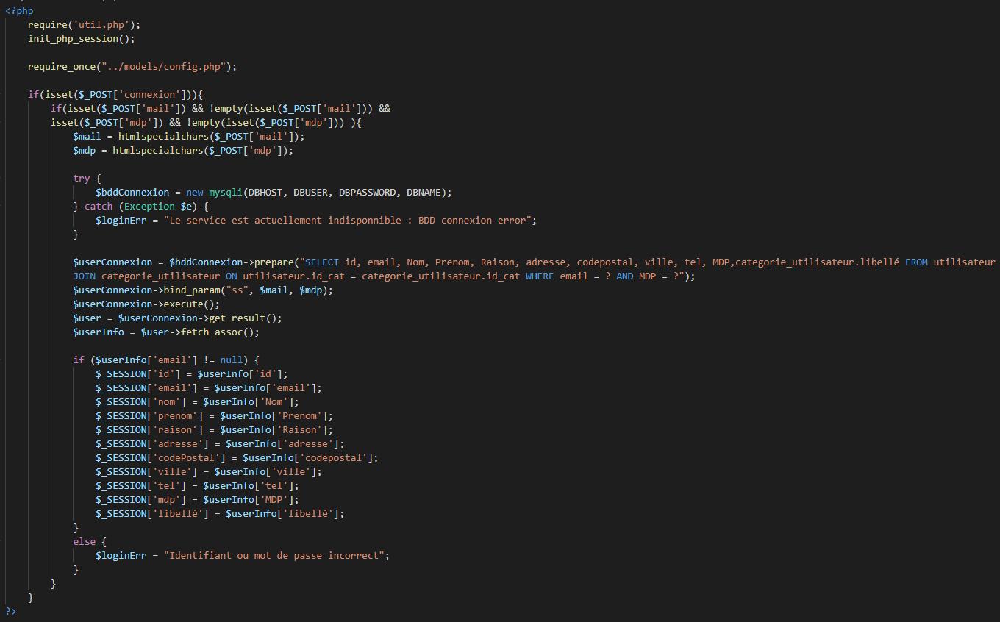 <?php
require('util.php');
init_php_session();
require_once("../models/config.php");
if(isset($_POST['connexion'])){
if(isset($_POST['mail']) && !empty(isset($_POST['mail'])) &&
isset($_POST['mdp']) && !empty(isset($_POST['mdp'])) ){
$mail = htmlspecialchars($_POST['mail']);
$mdp = htmlspecialchars($_POST['mdp']);
try {
$bddConnexion = new mysqli(DBHOST, DBUSER, DBPASSWORD, DBNAME);
} catch (Exception $e) {
$loginErr = "Le service est actuellement indisponnible : BDD connexion error";
}
$userConnexion = $bddConnexion->prepare("SELECT id, email, Nom, Prenom, Raison, adresse, codepostal, ville, tel, MDP,categorie_utilisateur.libellé FROM utilisateur
JOIN categorie_utilisateur ON utilisateur.id_cat = categorie_utilisateur.id_cat WHERE email = ? AND MDP = ?");
$userConnexion->bind_param("ss", $mail, $mdp);
$userConnexion->execute();
$user = $userConnexion->get_result();
$userInfo = $user->fetch_assoc();
if ($userInfo['email'] != null) {
$_SESSION['id'] = $userInfo['id'];
$_SESSION['email'] = $userInfo['email'];
$_SESSION['nom'] = $userInfo['Nom'];
$_SESSION['prenom'] = $userInfo['Prenom'];
$_SESSION['raison'] = $userInfo['Raison'];
$_SESSION['adresse'] = $userInfo['adresse'];
$_SESSION['codePostal'] = $userInfo['codepostal'];
$_SESSION['ville'] = $userInfo['ville'];
$_SESSION['tel'] = $userInfo['tel'];
$_SESSION['mdp'] = $userInfo['MDP'];
$_SESSION['libellé'] = $userInfo['libellé'];
}
else {
$loginErr = "Identifiant ou mot de passe incorrect";
}
}
}
?>